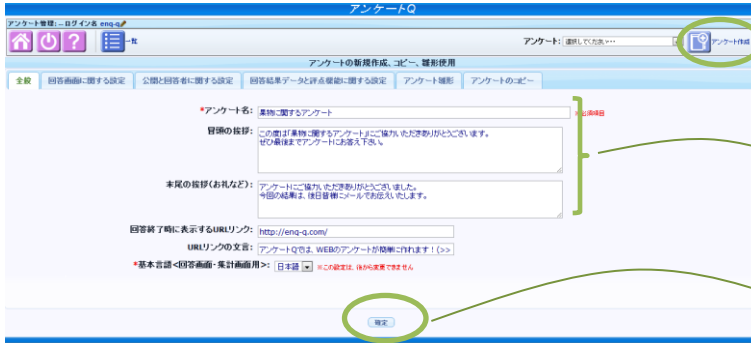 アンケートQ
アンケート管理:－ログイン名 enq-q
一覧
アンケート: 選択してください…
アンケート作成
アンケートの新規作成、コピー、雛形使用
全般 回答画面に関する設定 公開と回答者に関する設定 回答結果データと評点機能に関する設定 アンケート雛形 アンケートのコピー
*アンケート名: 果物に関するアンケート ※必須項目
冒頭の挨拶: この度は「果物に関するアンケート」にご協力いただきありがとうございます。
ぜひ最後までアンケートにお答え下さい。
末尾の挨拶(お礼など): アンケートにご協力いただきありがとうございました。
今回の結果は、後日皆様にメールでお伝えいたします。
回答終了時に表示するURLリンク: http://enq-q.com/
URLリンクの文言: アンケートQでは、WEBのアンケートが簡単に作れます！(>>
*基本言語<回答画面・集計画面用>: 日本語 ※この設定は、後から変更できません
確定